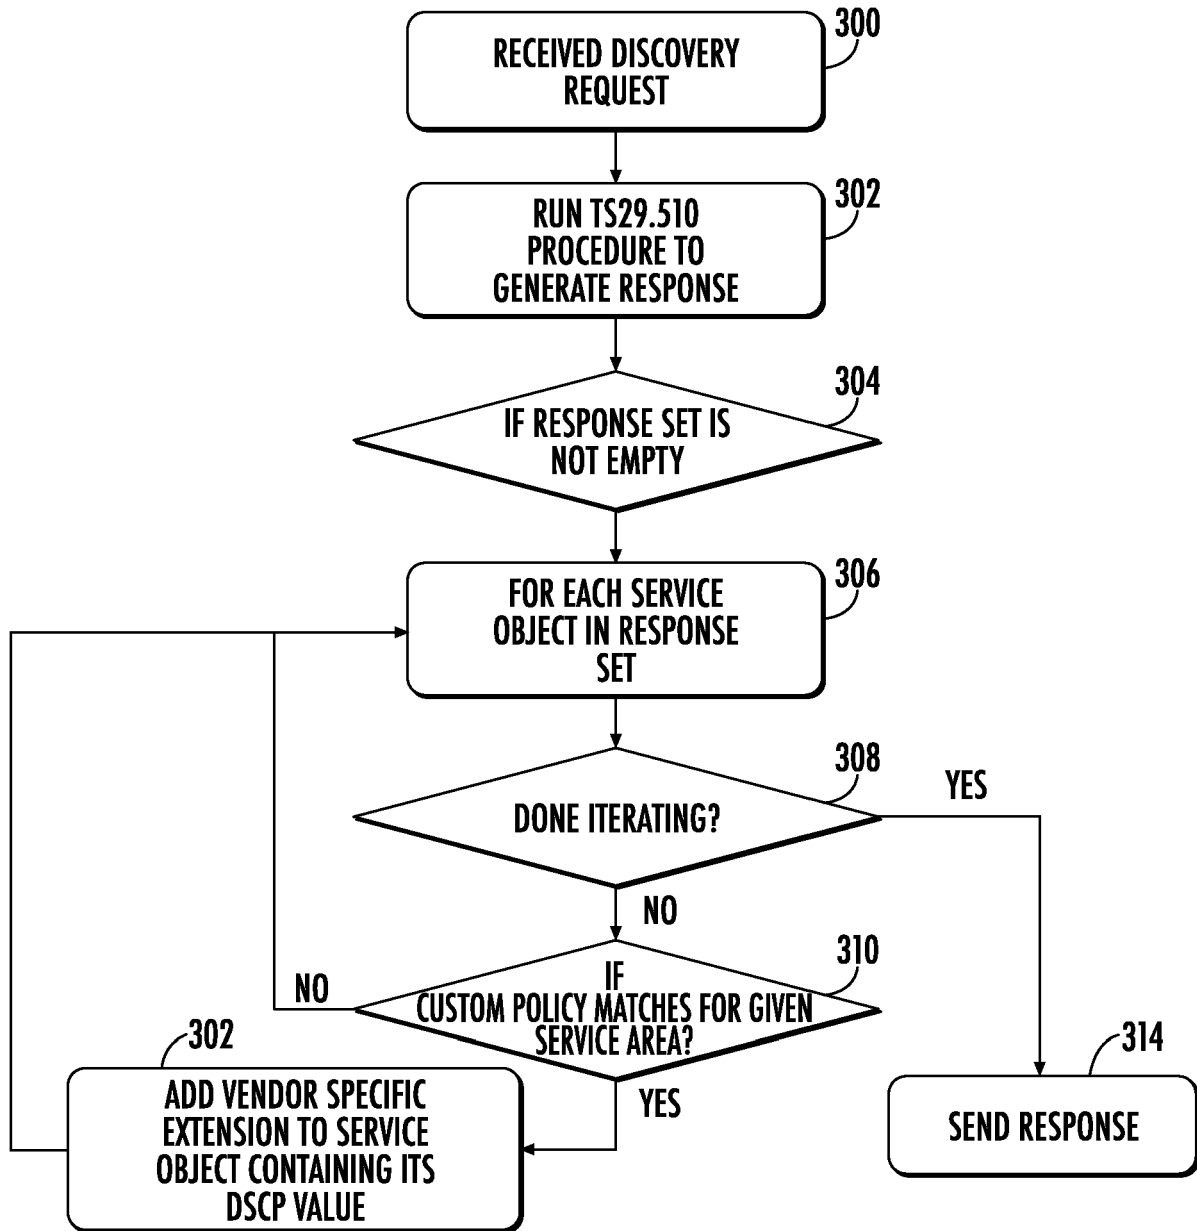 300
RECEIVED DISCOVERY
REQUEST
302
RUN TS29.510
PROCEDURE TO
GENERATE RESPONSE
304
IF RESPONSE SET IS
NOT EMPTY
306
FOR EACH SERVICE
OBJECT IN RESPONSE
SET
308
YES
DONE ITERATING?
NO
310
IF
CUSTOM POLICY MATCHES FOR GIVEN
SERVICE AREA?
NO
YES
302
ADD VENDOR SPECIFIC
EXTENSION TO SERVICE
OBJECT CONTAINING ITS
DSCP VALUE
314
SEND RESPONSE